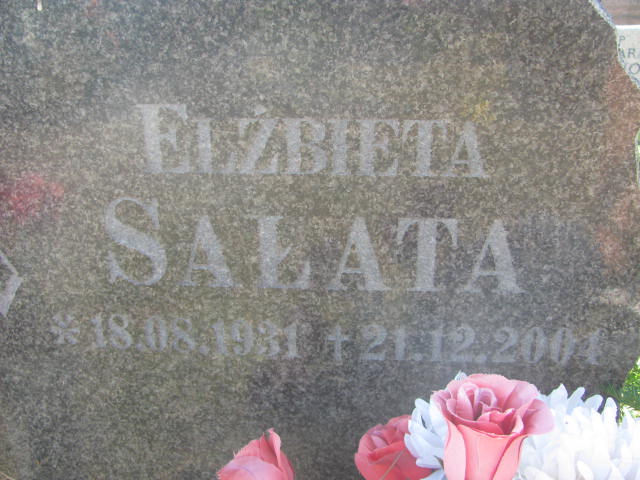 ELŻBIETA
SAŁATA
* 18.08.1931 † 21.12.2004